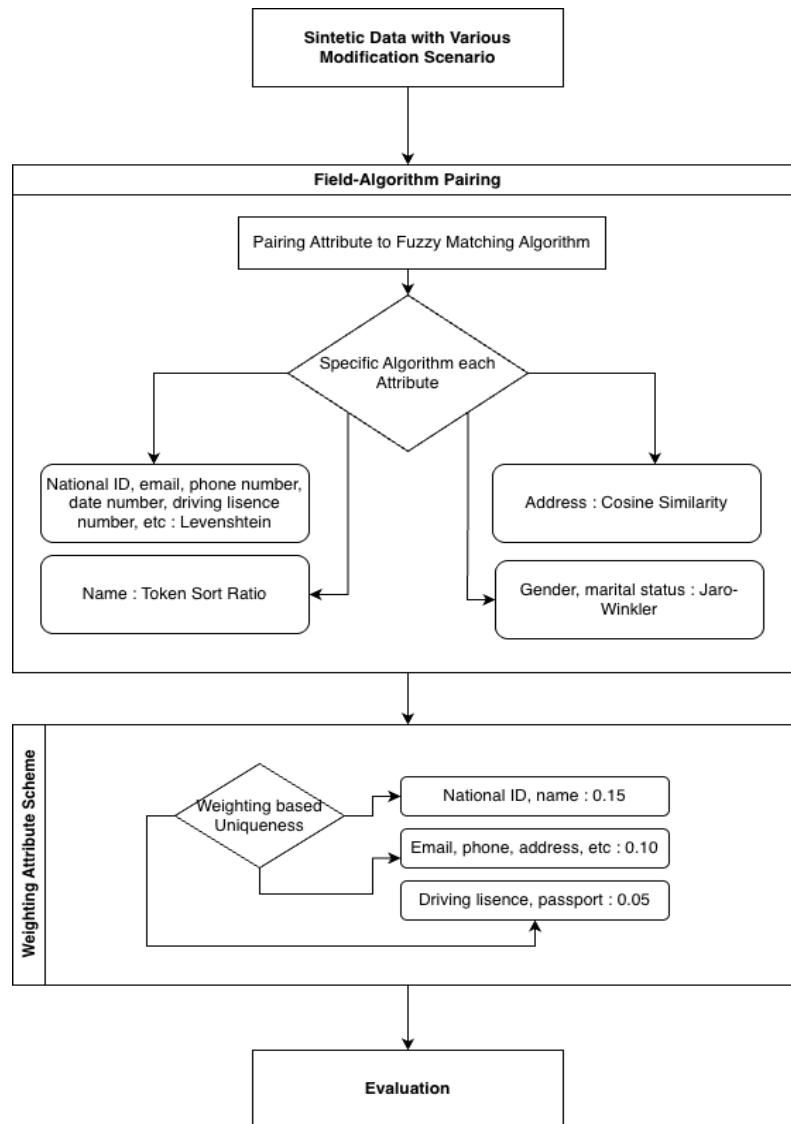 Sintetic Data with Various
Modification Scenario
Field-Algorithm Pairing
Pairing Attribute to Fuzzy Matching Algorithm
Specific Algorithm each
Attribute
National ID, email, phone number,
date number, driving lisence
number, etc : Levenshtein
Address : Cosine Similarity
Name : Token Sort Ratio
Gender, marital status : Jaro-
Winkler
Weighting Attribute Scheme
Weighting based
Uniqueness
National ID, name : 0.15
Email, phone, address, etc : 0.10
Driving lisence, passport : 0.05
Evaluation